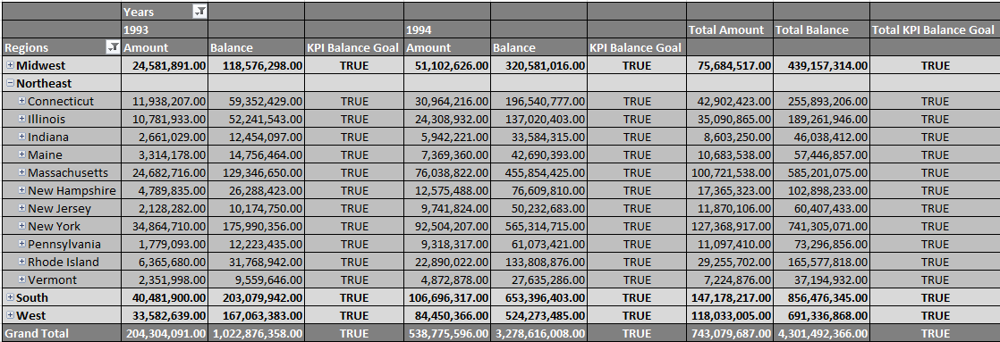 Years
1993 1994 Total Amount Total Balance Total KPI Balance Goal
Regions Amount Balance KPI Balance Goal Amount Balance KPI Balance Goal
Midwest 24,581,891.00 118,576,298.00 TRUE 51,102,626.00 320,581,016.00 TRUE 75,684,517.00 439,157,314.00 TRUE
Northeast
Connecticut 11,938,207.00 59,352,429.00 TRUE 30,964,216.00 196,540,777.00 TRUE 42,902,423.00 255,893,206.00 TRUE
Illinois 10,781,933.00 52,241,543.00 TRUE 24,308,932.00 137,020,403.00 TRUE 35,090,865.00 189,261,946.00 TRUE
Indiana 2,661,029.00 12,454,097.00 TRUE 5,942,221.00 33,584,315.00 TRUE 8,603,250.00 46,038,412.00 TRUE
Maine 3,314,178.00 14,756,464.00 TRUE 7,369,360.00 42,690,393.00 TRUE 10,683,538.00 57,446,857.00 TRUE
Massachusetts 24,682,716.00 129,346,650.00 TRUE 76,038,822.00 455,854,425.00 TRUE 100,721,538.00 585,201,075.00 TRUE
New Hampshire 4,789,835.00 26,288,423.00 TRUE 12,575,488.00 76,609,810.00 TRUE 17,365,323.00 102,898,233.00 TRUE
New Jersey 2,128,282.00 10,174,750.00 TRUE 9,741,824.00 50,232,683.00 TRUE 11,870,106.00 60,407,433.00 TRUE
New York 34,864,710.00 175,990,356.00 TRUE 92,504,207.00 565,314,715.00 TRUE 127,368,917.00 741,305,071.00 TRUE
Pennsylvania 1,779,093.00 12,223,435.00 TRUE 9,318,317.00 61,073,421.00 TRUE 11,097,410.00 73,296,856.00 TRUE
Rhode Island 6,365,680.00 31,768,942.00 TRUE 22,890,022.00 133,808,876.00 TRUE 29,255,702.00 165,577,818.00 TRUE
Vermont 2,351,998.00 9,559,646.00 TRUE 4,872,878.00 27,635,286.00 TRUE 7,224,876.00 37,194,932.00 TRUE
South 40,481,900.00 203,079,942.00 TRUE 106,696,317.00 653,396,403.00 TRUE 147,178,217.00 856,476,345.00 TRUE
West 33,582,639.00 167,063,383.00 TRUE 84,450,366.00 524,273,485.00 TRUE 118,033,005.00 691,336,868.00 TRUE
Grand Total 204,304,091.00 1,022,876,358.00 TRUE 538,775,596.00 3,278,616,008.00 TRUE 743,079,687.00 4,301,492,366.00 TRUE